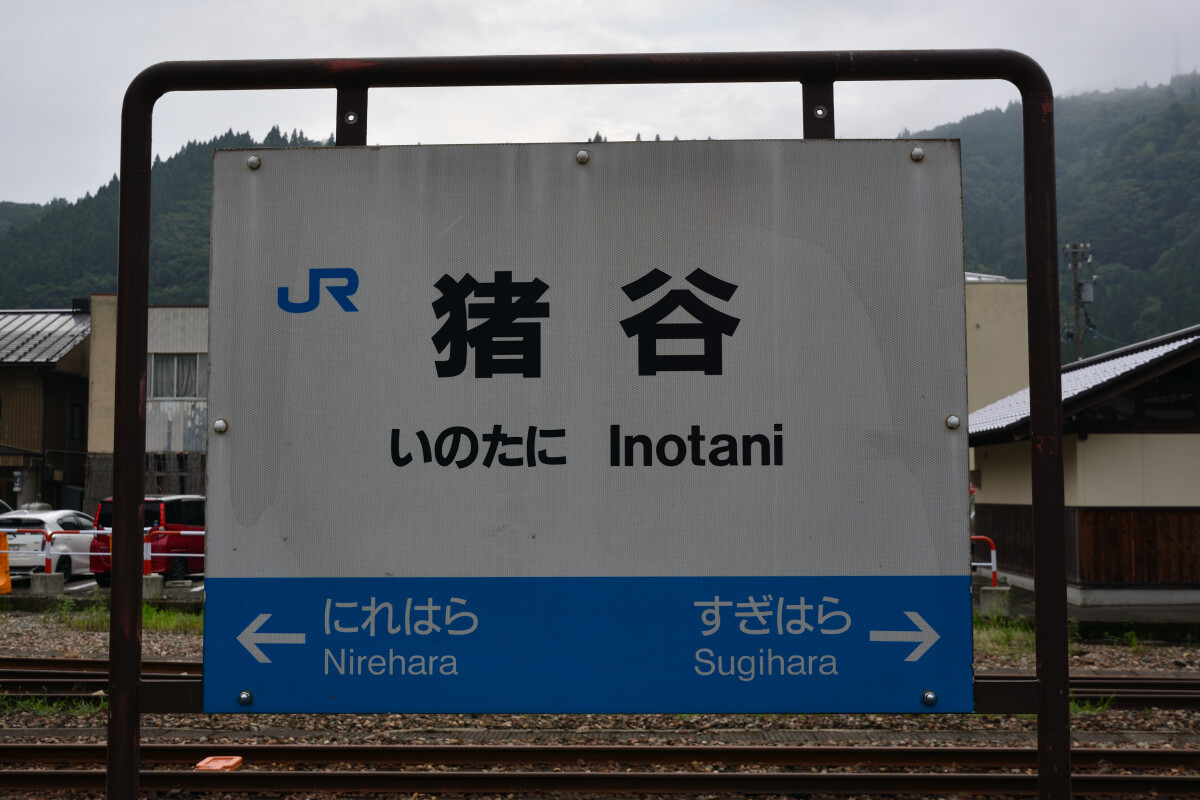 JR 猪谷
いのたに Inotani
← にれはら すぎはら →
Nirehara Sugihara